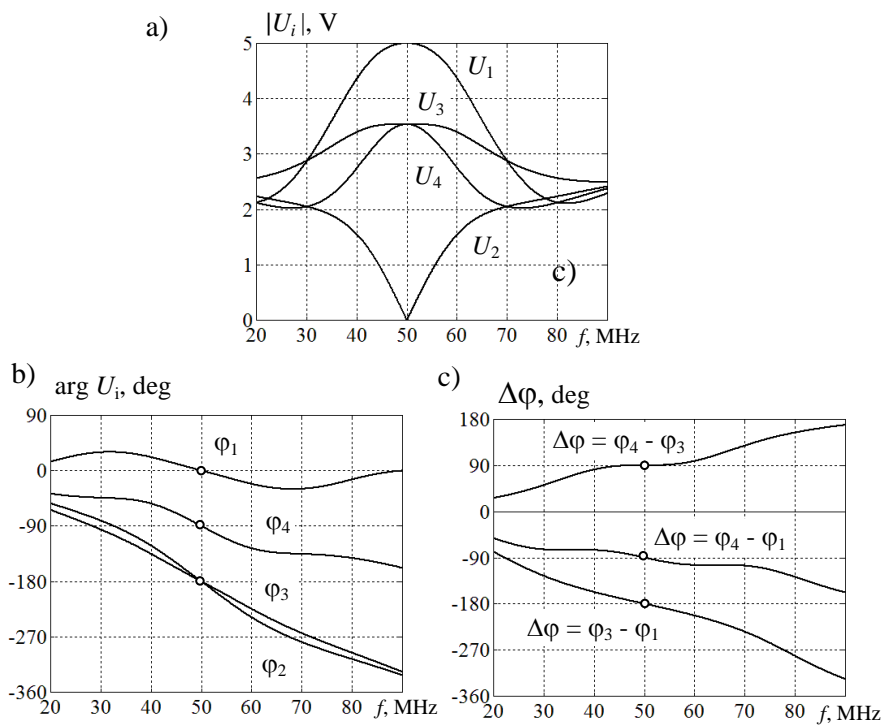 a)
|U i|, V
5
4
3
2
1
0
U1
U3
U4
U2
c)
20 30 40 50 60 70 80 f, MHz
b)
arg Ui, deg
90
0
-90
-180
-270
-360
φ1
φ4
φ3
φ2
20 30 40 50 60 70 80 f, MHz
c)
Δφ, deg
180
90
0
-90
-180
-270
-360
Δφ = φ4 - φ3
Δφ = φ4 - φ1
Δφ = φ3 - φ1
20 30 40 50 60 70 80 f, MHz